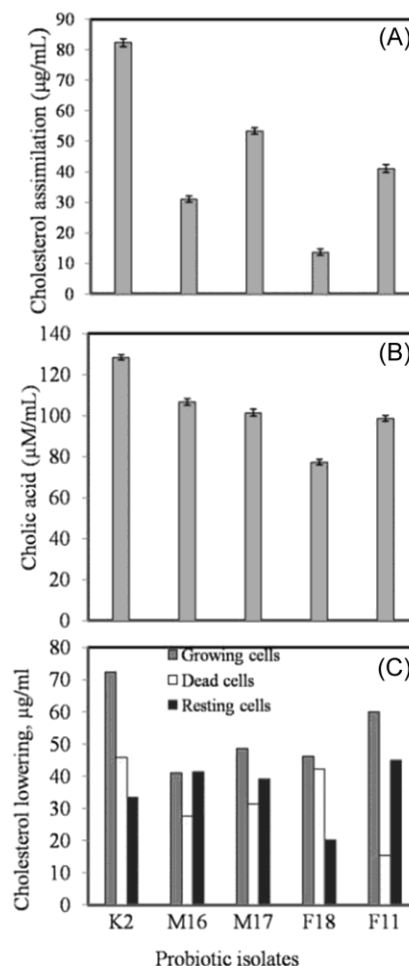 (A)
Cholesterol assimilation (µg/mL)
90
80
70
60
50
40
30
20
10
0
(B)
Cholic acid (µM/mL)
140
120
100
80
60
40
20
0
(C)
Cholesterol lowering, µg/ml
80
70
60
50
40
30
20
10
0
Growing cells
Dead cells
Resting cells
K2 M16 M17 F18 F11
Probiotic isolates